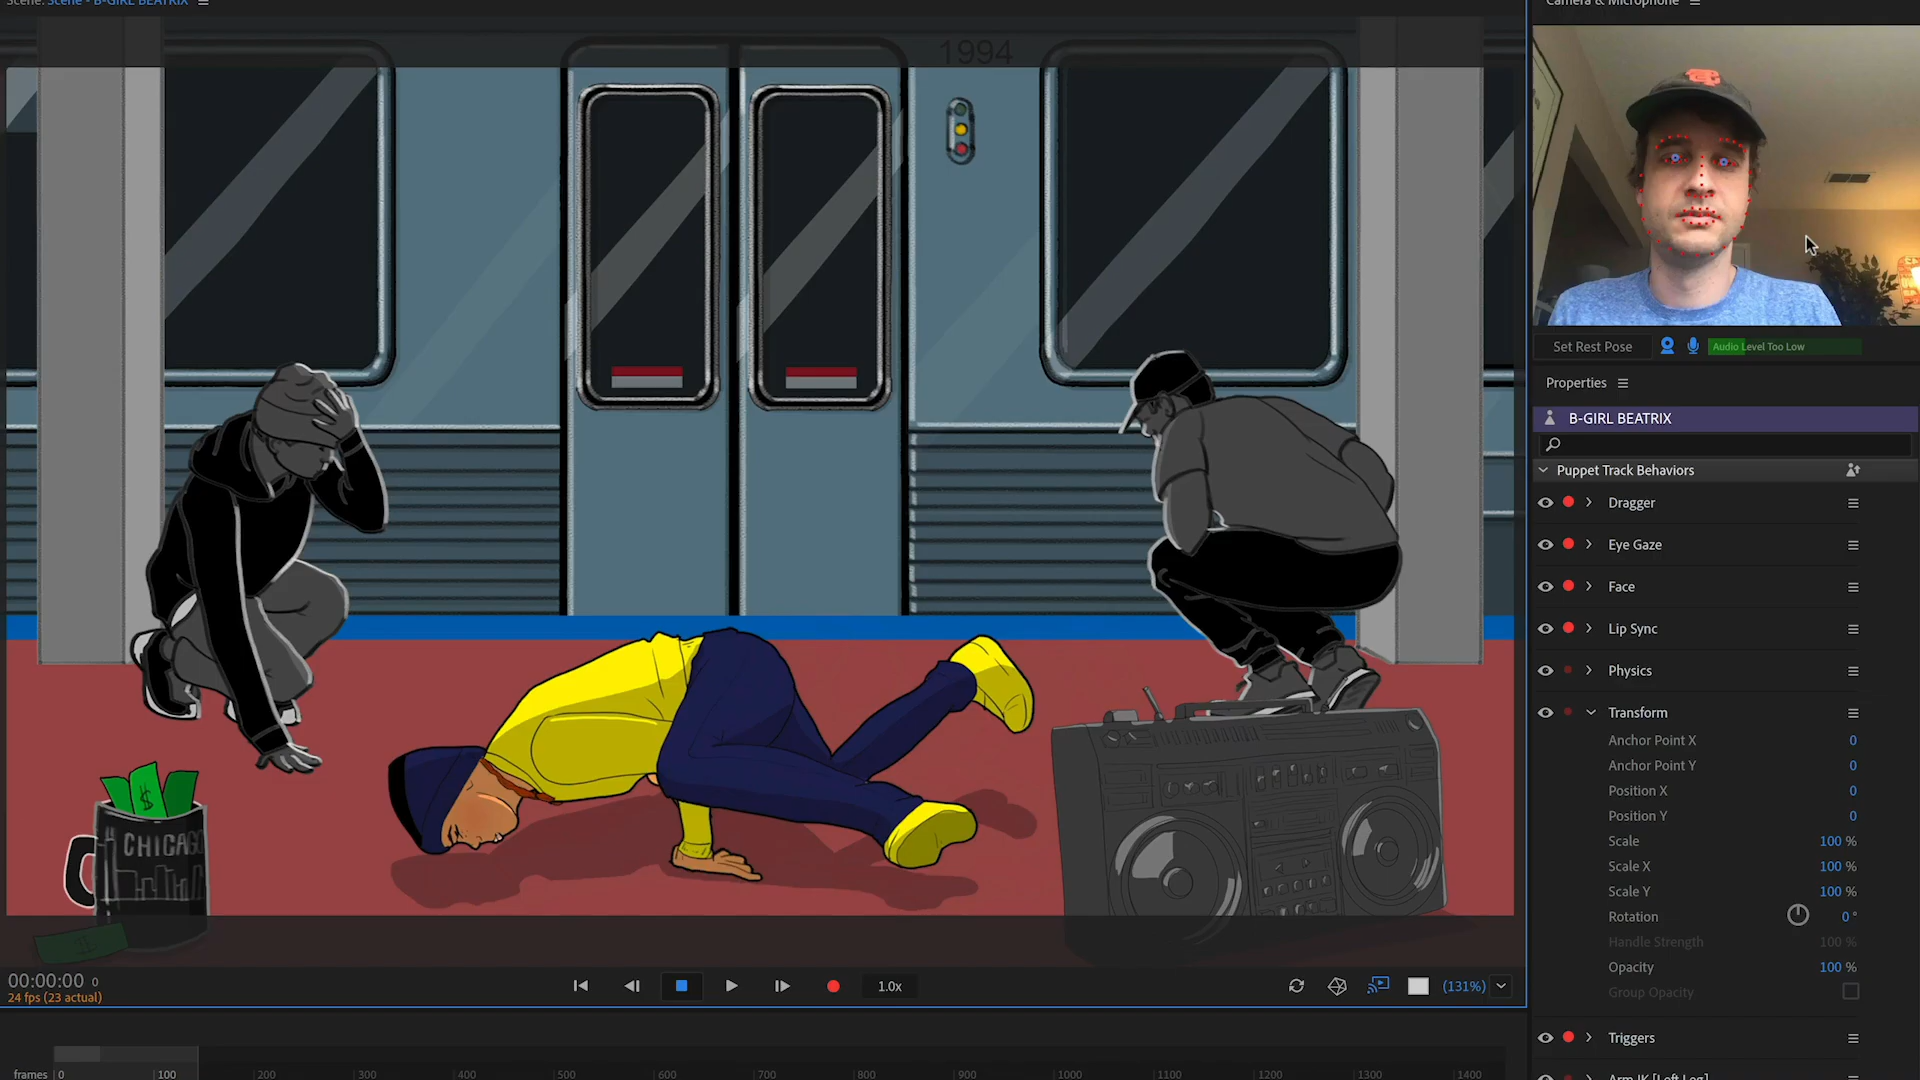 Scene: Scene - B-GIRL BEATRIX
Camera & Microphone
1994
Set Rest Pose
Audio Level Too Low
Properties
B-GIRL BEATRIX
Puppet Track Behaviors
Dragger
Eye Gaze
Face
Lip Sync
Physics
Transform
Anchor Point X 0
Anchor Point Y 0
Position X 0
Position Y 0
Scale 100 %
Scale X 100 %
Scale Y 100 %
Rotation 0 °
Handle Strength 100 %
Opacity 100 %
Group Opacity
Triggers
Arm IK [Left Leg]
$
CHICAGO
00:00:00 0
24 fps (23 actual)
1.0x
(131%)
frames 0 100 200 300 400 500 600 700 800 900 1000 1100 1200 1300 1400